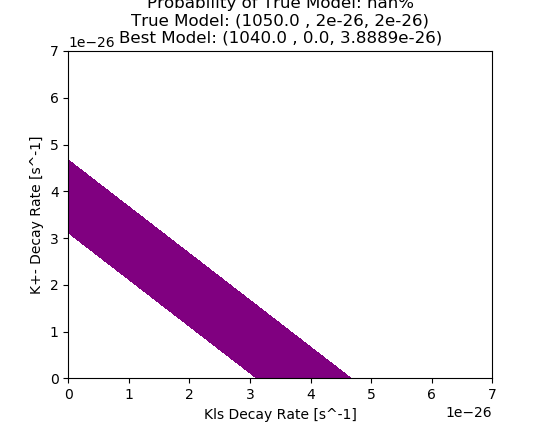 Probability of True Model: nan%
True Model: (1050.0 , 2e-26, 2e-26)
Best Model: (1040.0 , 0.0, 3.8889e-26)
1e−26
7
6
5
4
3
2
1
0
K+- Decay Rate [s^-1]
0 1 2 3 4 5 6 7
Kls Decay Rate [s^-1]
1e−26